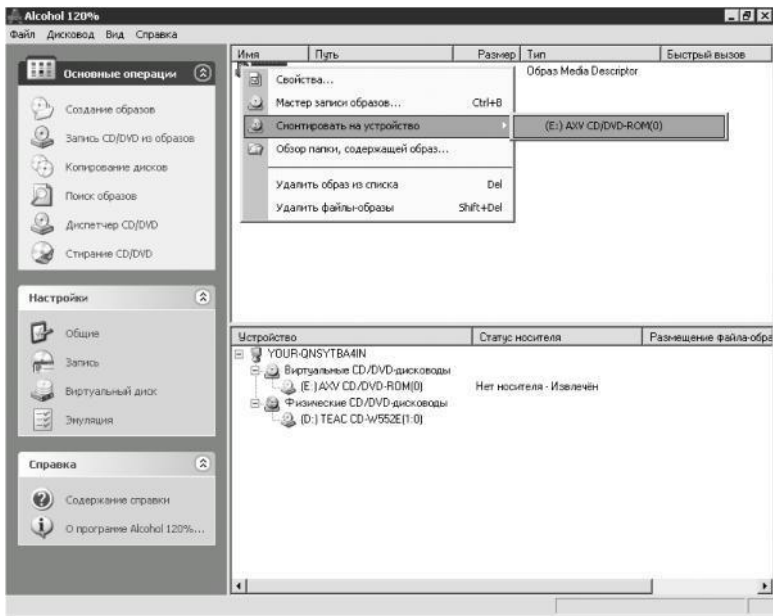 Alcohol 120%
Файл Дисковод Вид Справка
Основные операции
Создание образов
Запись CD/DVD из образов
Копирование дисков
Поиск образов
Диспетчер CD/DVD
Стирание CD/DVD
Настройки
Общие
Запись
Виртуальный диск
Эмуляция
Справка
Содержание справки
О программе Alcohol 120%...
Имя Путь Размер Тип Быстрый вызов
Образ Media Descriptor
Свойства...
Мастер записи образов... Ctrl+B
Смонтировать на устройство
(E:) AXV CD/DVD-ROM(0)
Обзор папки, содержащей образ...
Удалить образ из списка Del
Удалить файлы-образы Shift+Del
Устройство Статус носителя Размещение файла-обра
YOUR-QNSYTBA4IN
Виртуальные CD/DVD-дисководы
(E:) AXV CD/DVD-ROM(0) Нет носителя - Извлечён
Физические CD/DVD-дисководы
(D:) TEAC CD-W552E(1:0)